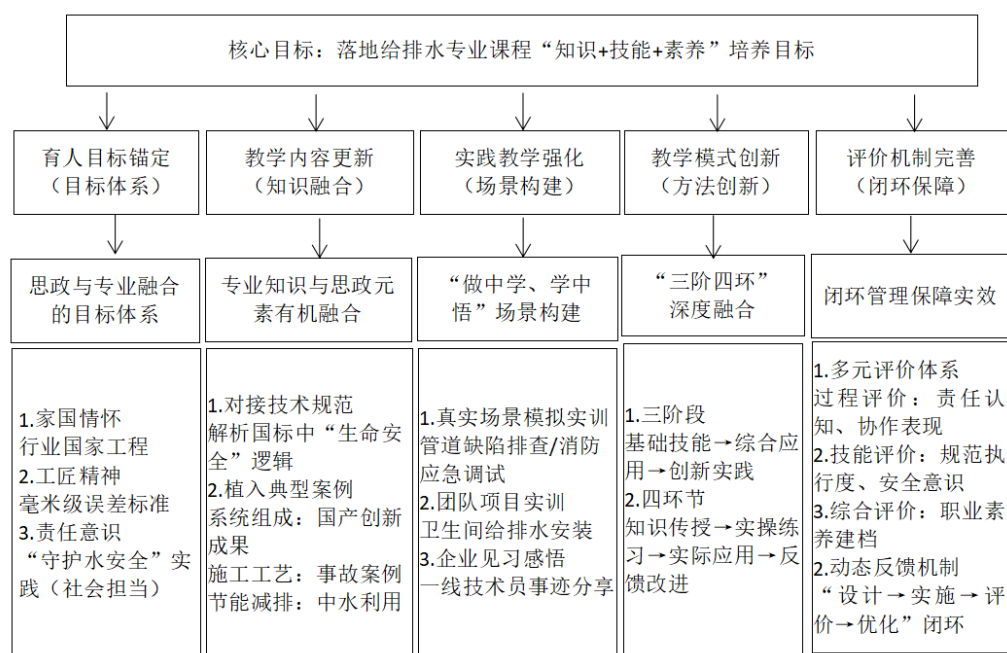 核心目标：落地给排水专业课程“知识+技能+素养”培养目标
育人目标锚定
（目标体系）
教学内容更新
（知识融合）
实践教学强化
（场景构建）
教学模式创新
（方法创新）
评价机制完善
（闭环保障）
思政与专业融合
的目标体系
专业知识与思政元
素有机融合
“做中学、学中
悟”场景构建
“三阶四环”
深度融合
闭环管理保障实效
1.家国情怀
行业国家工程
2.工匠精神
毫米级误差标准
3.责任意识
“守护水安全”实
践（社会担当）
1.对接技术规范
解析国标中“生命安
全”逻辑
2.植入典型案例
系统组成：国产创新
成果
施工工艺：事故案例
节能减排：中水利用
1.真实场景模拟实训
管道缺陷排查/消防
应急调试
2.团队项目实训
卫生间给排水安装
3.企业见习感悟
一线技术员事迹分享
1.三阶段
基础技能→综合应
用→创新实践
2.四环节
知识传授→实操练
习→实际应用→反
馈改进
1.多元评价体系
过程评价：责任认
知、协作表现
2.技能评价：规范执
行度、安全意识
3.综合评价：职业素
养建档
2.动态反馈机制
“设计→实施→评
价→优化”闭环